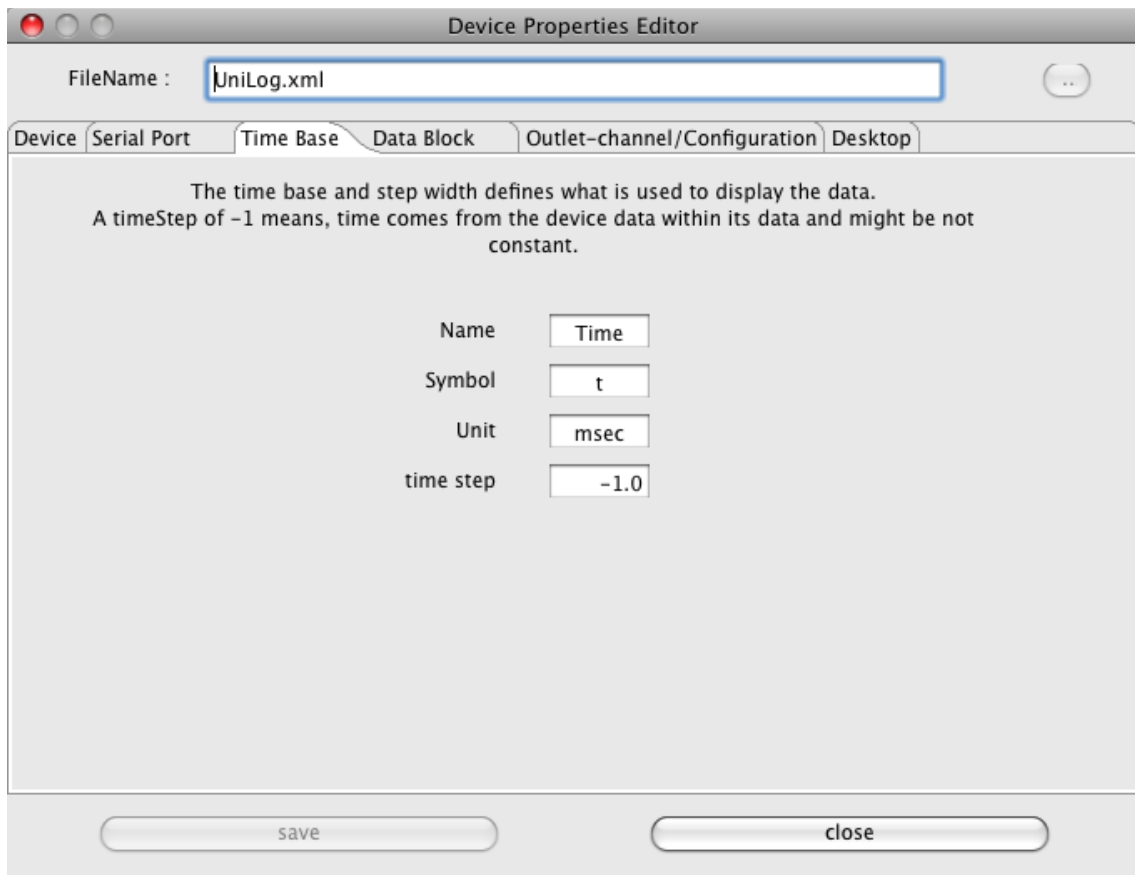 Device Properties Editor
FileName : UniLog.xml ..
Device Serial Port Time Base Data Block Outlet-channel/Configuration Desktop
The time base and step width defines what is used to display the data.
A timeStep of -1 means, time comes from the device data within its data and might be not
constant.
Name Time
Symbol t
Unit msec
time step -1.0
save close